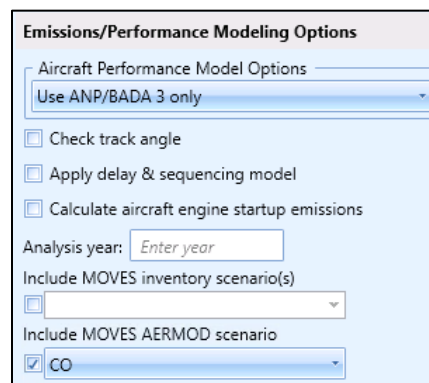 Emissions/Performance Modeling Options
Aircraft Performance Model Options
Use ANP/BADA 3 only
Check track angle
Apply delay & sequencing model
Calculate aircraft engine startup emissions
Analysis year: Enter year
Include MOVES inventory scenario(s)
Include MOVES AERMOD scenario
CO